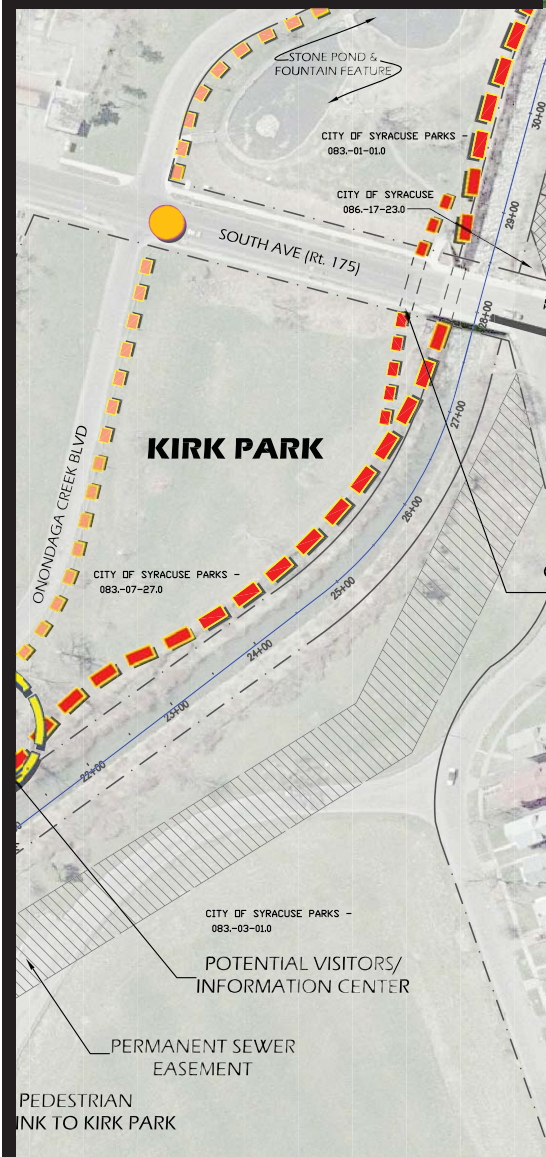 STONE POND &
FOUNTAIN FEATURE
CITY OF SYRACUSE PARKS -
083.-01-01.0
CITY OF SYRACUSE
086.-17-23.0
30+00
29+00
SOUTH AVE (Rt. 175)
28+00
KIRK PARK
27+00
ONONDAGA CREEK BLVD
26+00
CITY OF SYRACUSE PARKS -
083.-07-27.0
25+00
24+00
23+00
22+00
CITY OF SYRACUSE PARKS -
083.-03-01.0
POTENTIAL VISITORS/
INFORMATION CENTER
PERMANENT SEWER
EASEMENT
PEDESTRIAN
INK TO KIRK PARK